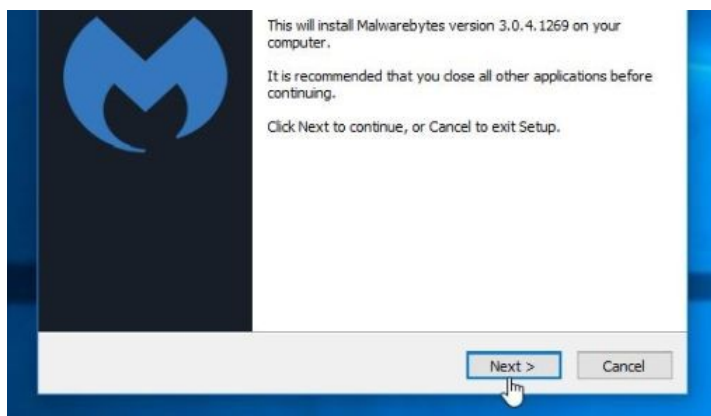 This will install Malwarebytes version 3.0.4.1269 on your
computer.
It is recommended that you close all other applications before
continuing.
Click Next to continue, or Cancel to exit Setup.
Next >
Cancel